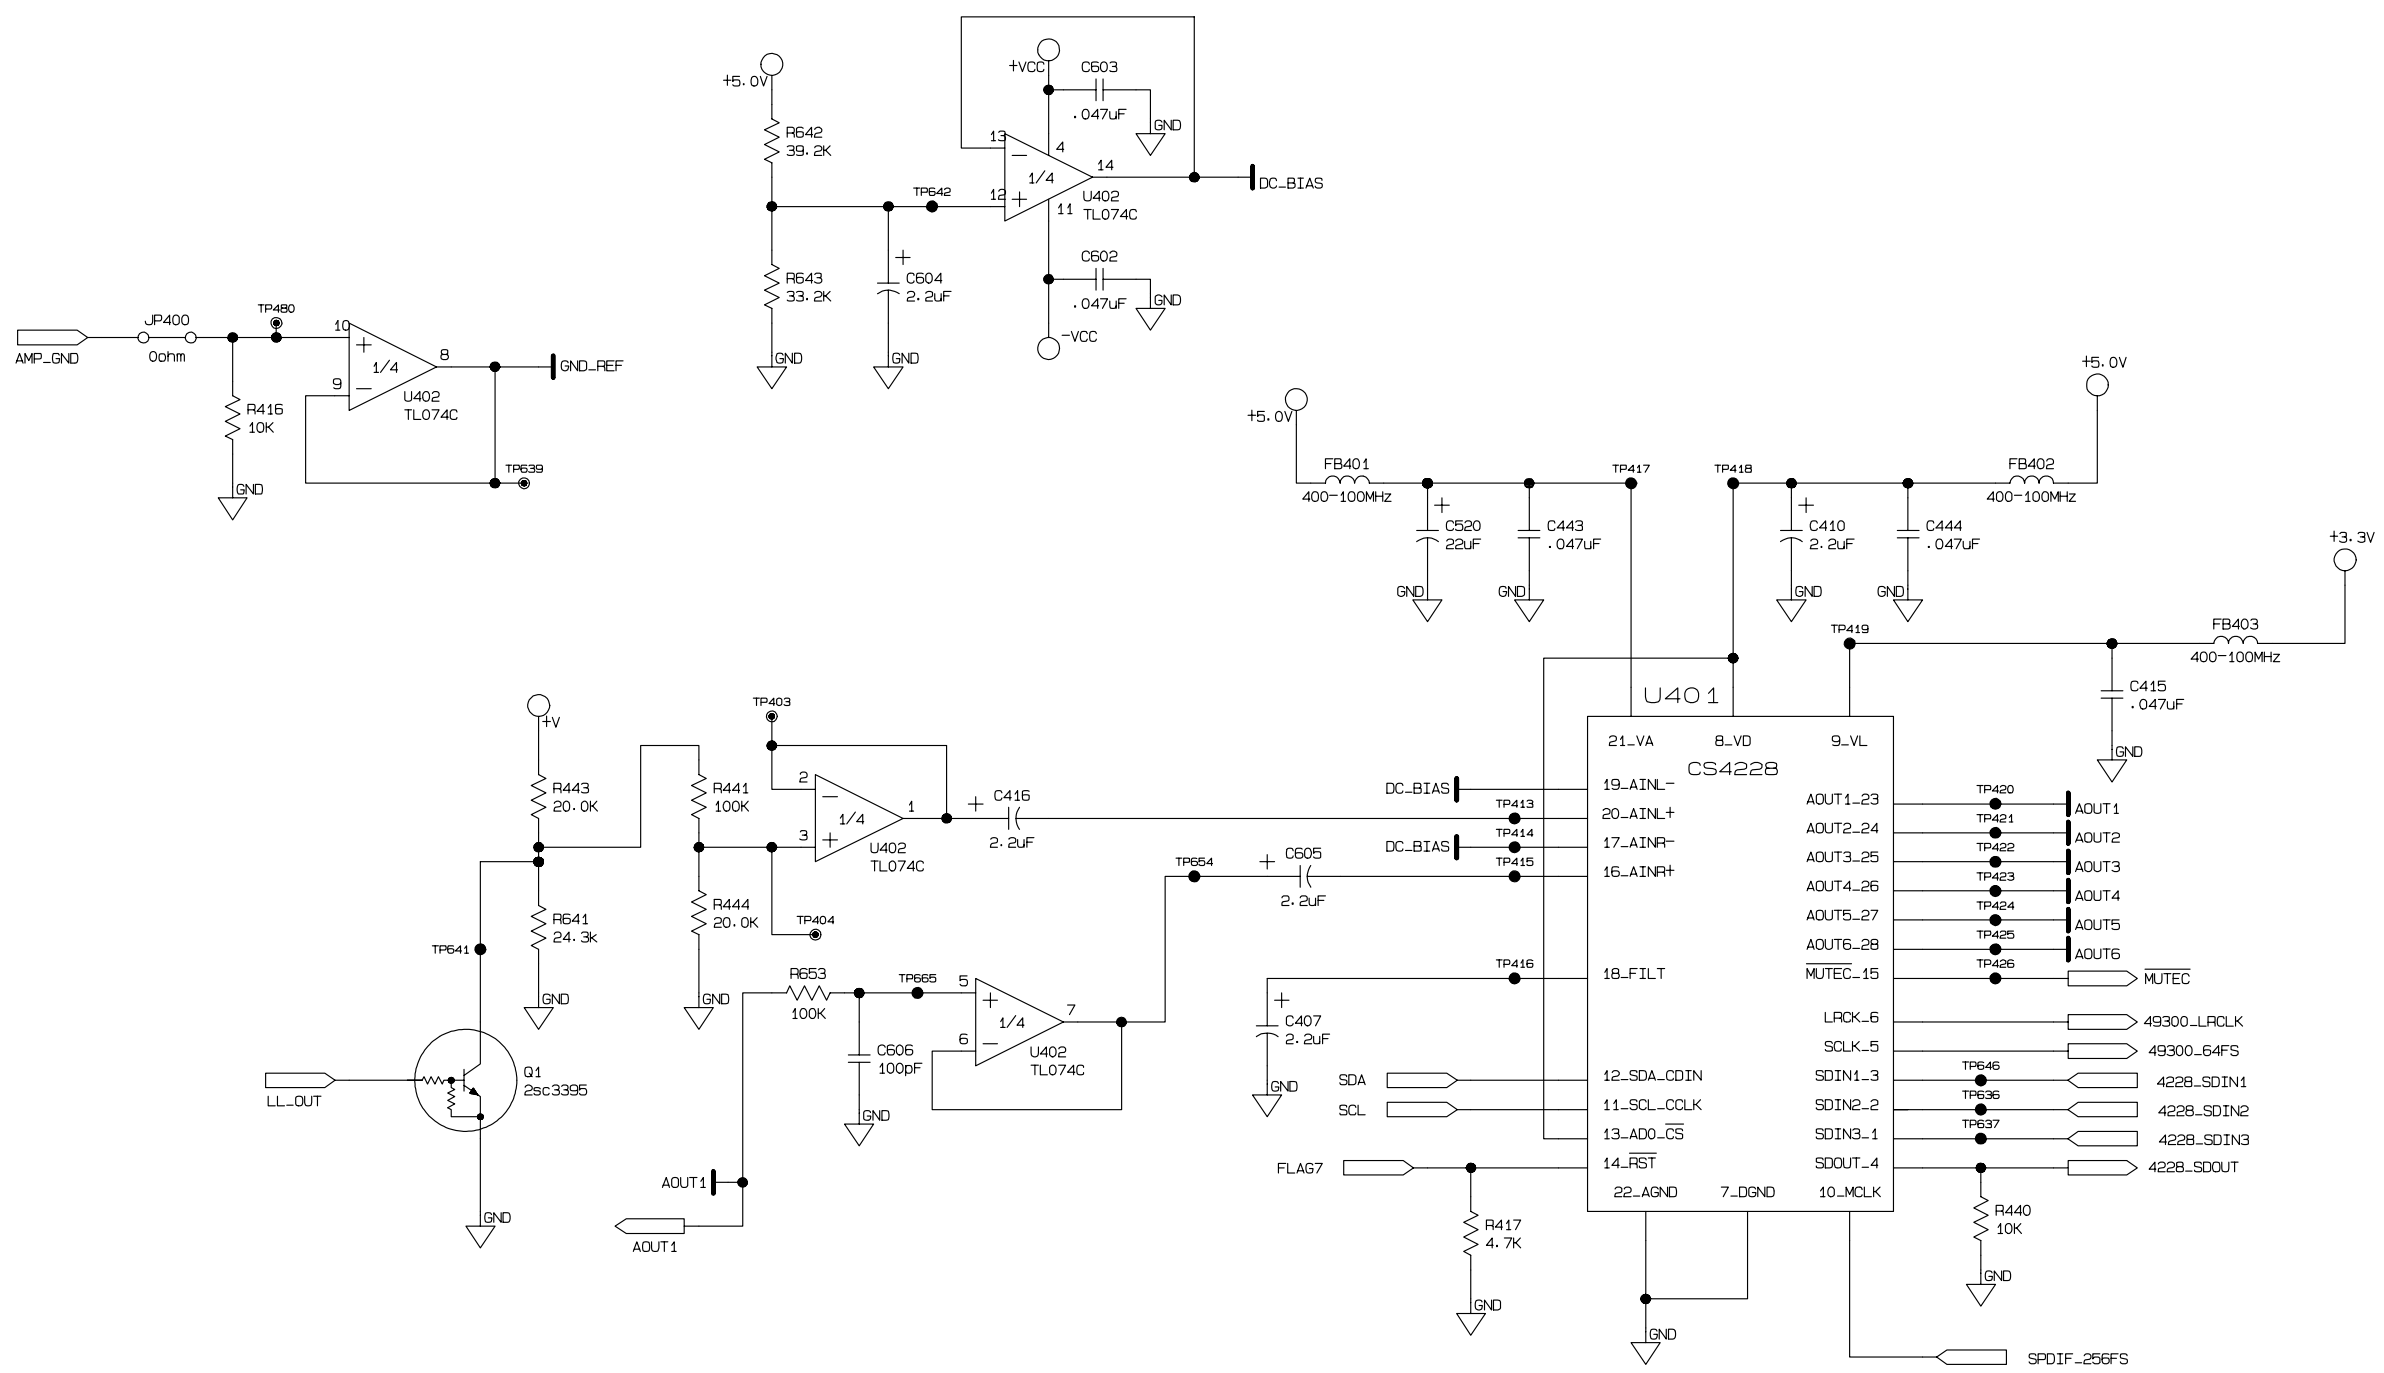 +5.0V
R642
39.2K
R643
33.2K
GND
TP642
+
C604
2.2uF
GND
+VCC
C603
.047uF
GND
13
-
4
1/4
14
12
+
11
U402
TL074C
DC_BIAS
C602
.047uF
GND
-VCC
AMP_GND
JP400
0ohm
TP480
R416
10K
GND
10
+
1/4
8
9
-
U402
TL074C
GND_REF
TP639
+5.0V
FB401
400-100MHz
+
C520
22uF
GND
C443
.047uF
GND
TP417
TP418
+
C410
2.2uF
GND
C444
.047uF
GND
FB402
400-100MHz
+5.0V
+3.3V
TP419
FB403
400-100MHz
C415
.047uF
GND
+V
R443
20.0K
R641
24.3k
GND
TP641
LL_OUT
Q1
2sc3395
GND
R441
100K
R444
20.0K
GND
TP403
TP404
2
-
1/4
1
3
+
U402
TL074C
+
C416
2.2uF
R653
100K
TP665
C606
100pF
GND
5
+
1/4
7
6
-
U402
TL074C
AOUT1
AOUT1
TP654
+
C605
2.2uF
DC_BIAS
TP413
DC_BIAS
TP414
TP415
TP416
+
C407
2.2uF
GND
SDA
SCL
FLAG7
R417
4.7K
GND
U401
21_VA
8_VD
9_VL
CS4228
19_AINL-
20_AINL+
17_AINR-
16_AINR+
18_FILT
12_SDA_CDIN
11_SCL_CCLK
13_AD0_CS
14_RST
22_AGND
7_DGND
10_MCLK
GND
AOUT1_23
AOUT2_24
AOUT3_25
AOUT4_26
AOUT5_27
AOUT6_28
MUTEC_15
LRCK_6
SCLK_5
SDIN1_3
SDIN2_2
SDIN3_1
SDOUT_4
TP420
AOUT1
TP421
AOUT2
TP422
AOUT3
TP423
AOUT4
TP424
AOUT5
TP425
AOUT6
TP426
MUTEC
49300_LRCLK
49300_64FS
TP646
4228_SDIN1
TP636
4228_SDIN2
TP637
4228_SDIN3
4228_SDOUT
R440
10K
GND
SPDIF_256FS